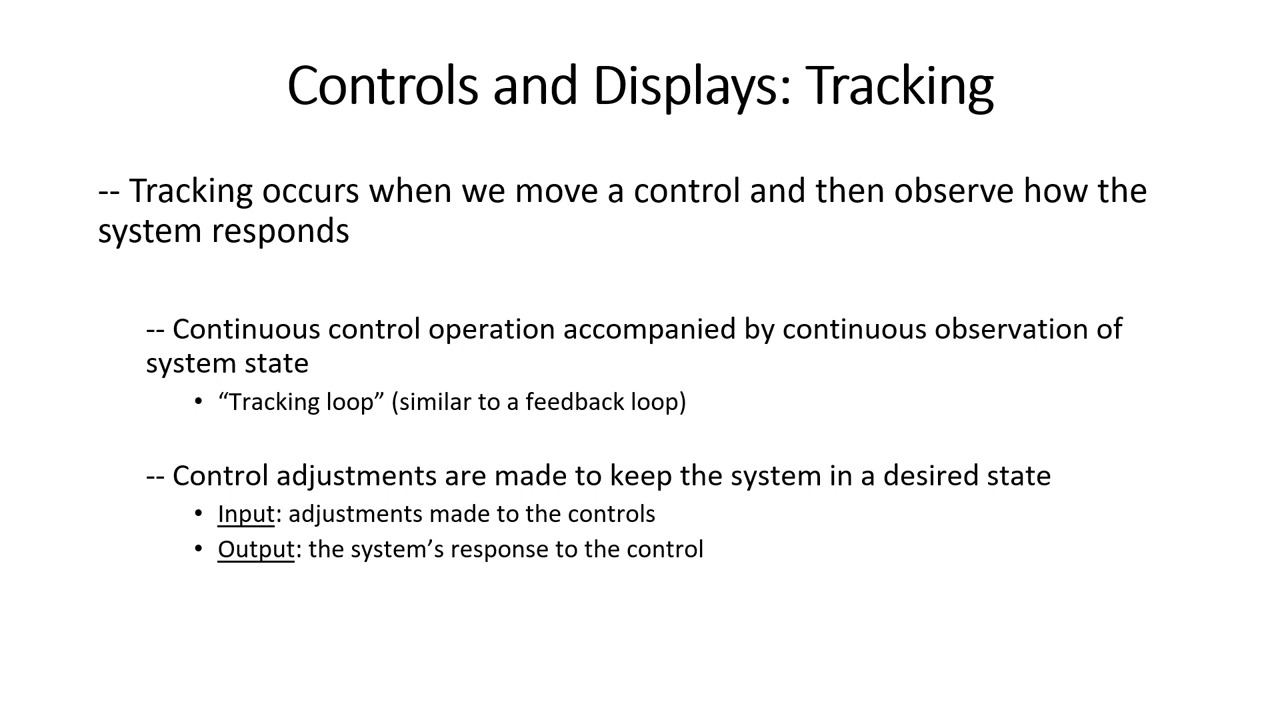 Controls and Displays: Tracking
-- Tracking occurs when we move a control and then observe how the
system responds
-- Continuous control operation accompanied by continuous observation of
system state
• “Tracking loop” (similar to a feedback loop)
-- Control adjustments are made to keep the system in a desired state
• Input: adjustments made to the controls
• Output: the system’s response to the control